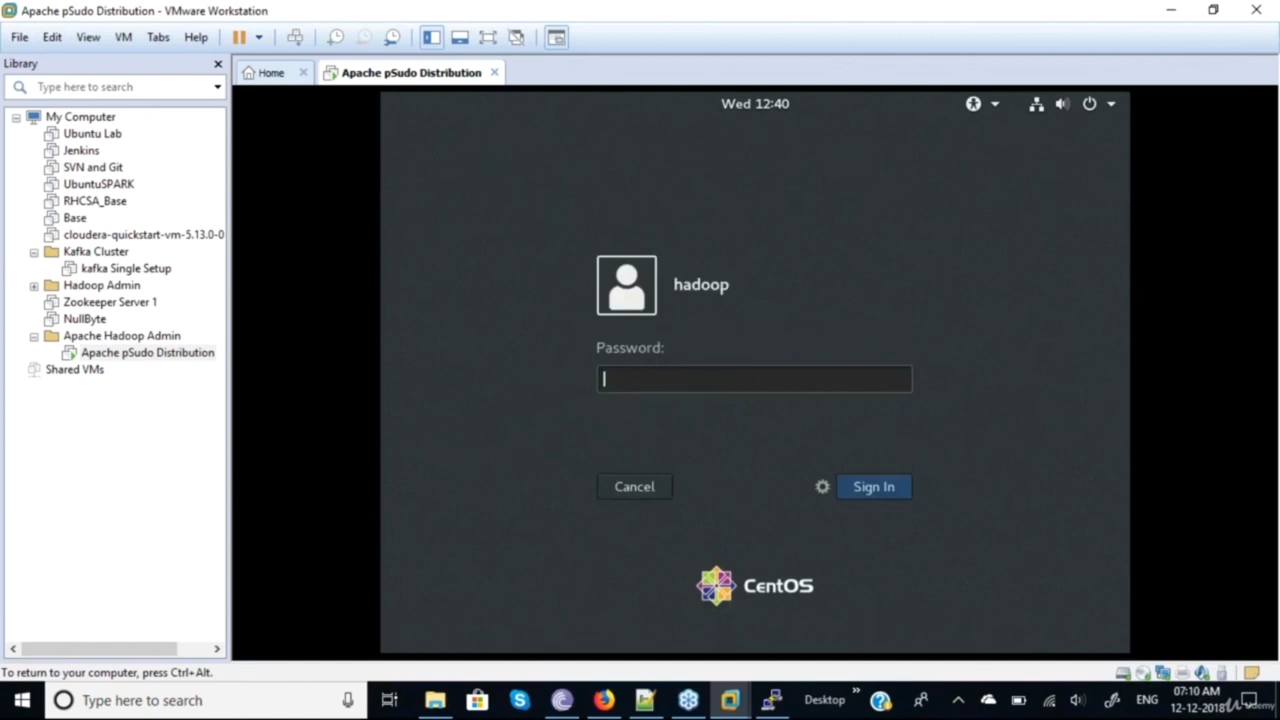 Apache pSudo Distribution - VMware Workstation
File Edit View VM Tabs Help
Library
Type here to search
My Computer
Ubuntu Lab
Jenkins
SVN and Git
UbuntuSPARK
RHCSA_Base
Base
cloudera-quickstart-vm-5.13.0-0
Kafka Cluster
kafka Single Setup
Hadoop Admin
Zookeeper Server 1
NullByte
Apache Hadoop Admin
Apache pSudo Distribution
Shared VMs
Home Apache pSudo Distribution
Wed 12:40
hadoop
Password:
Cancel Sign In
CentOS
To return to your computer, press Ctrl+Alt.
Type here to search
Desktop
ENG
07:10 AM
12-12-2018
Udemy